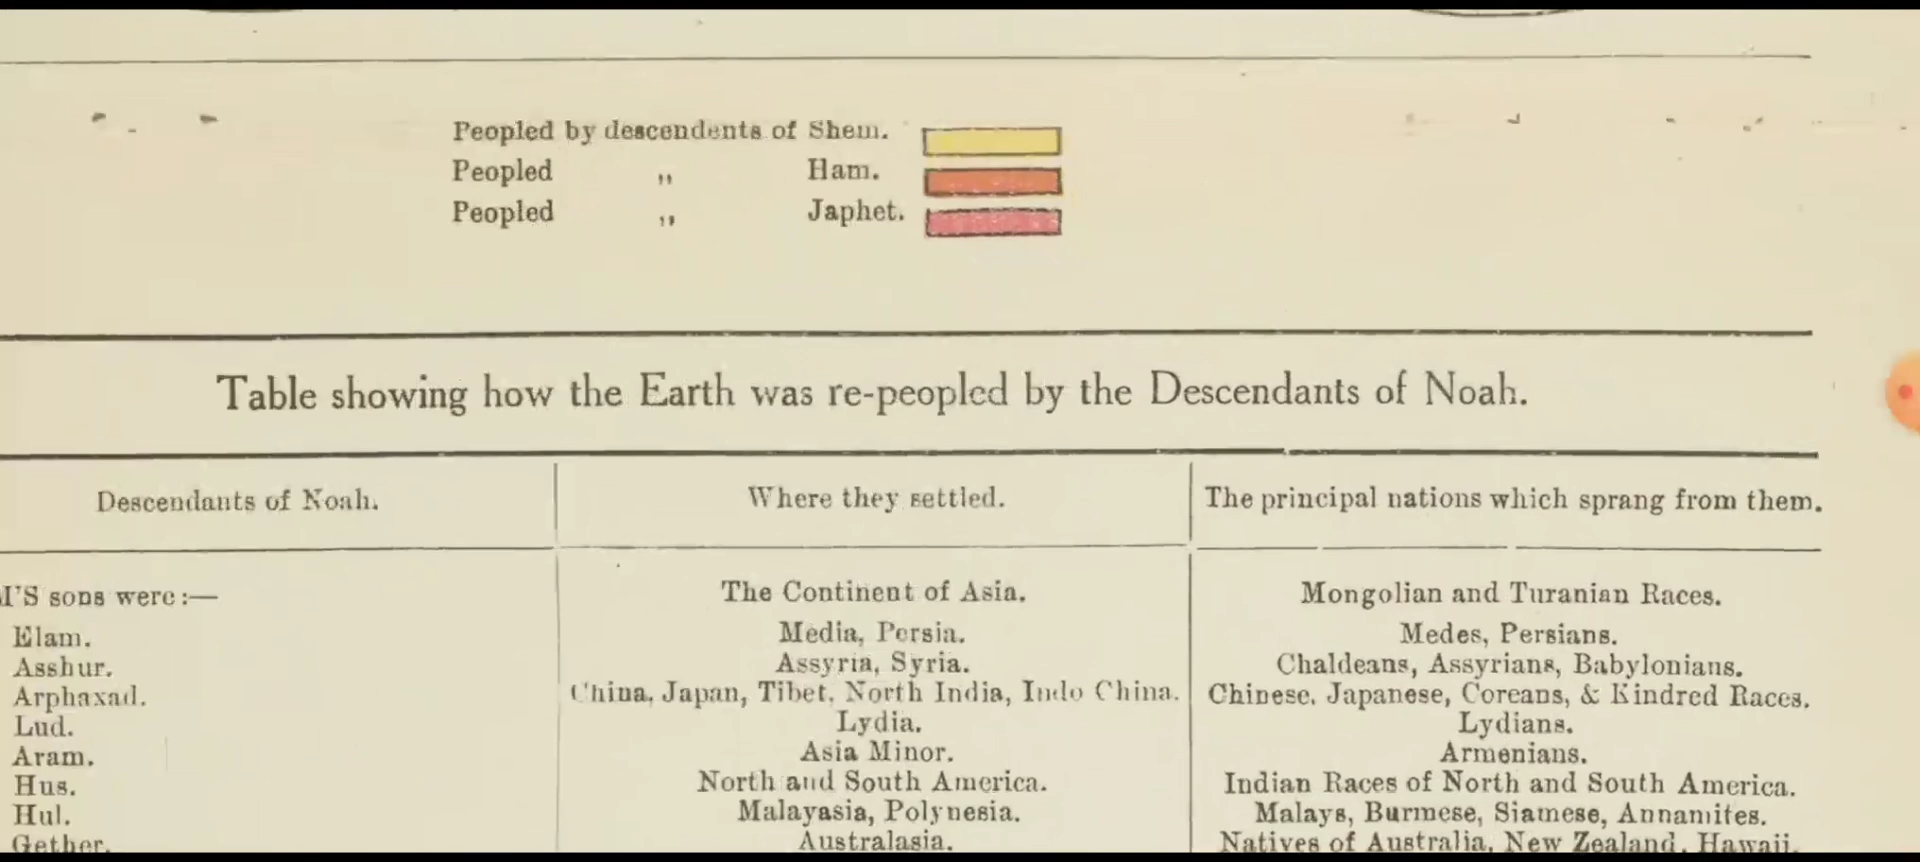 Peopled by descendents of Shem.
Peopled „ Ham.
Peopled „ Japhet.
Table showing how the Earth was re-peopled by the Descendants of Noah.
Descendants of Noah. Where they settled. The principal nations which sprang from them.
M'S sons were:— The Continent of Asia. Mongolian and Turanian Races.
Elam. Media, Persia. Medes, Persians.
Asshur. Assyria, Syria. Chaldeans, Assyrians, Babylonians.
Arphaxad. China, Japan, Tibet, North India, Indo China. Chinese, Japanese, Coreans, & Kindred Races.
Lud. Lydia. Lydians.
Aram. Asia Minor. Armenians.
Hus. North and South America. Indian Races of North and South America.
Hul. Malayasia, Polynesia. Malays, Burmese, Siamese, Annamites.
Gether. Australasia. Natives of Australia, New Zealand, Hawaii.